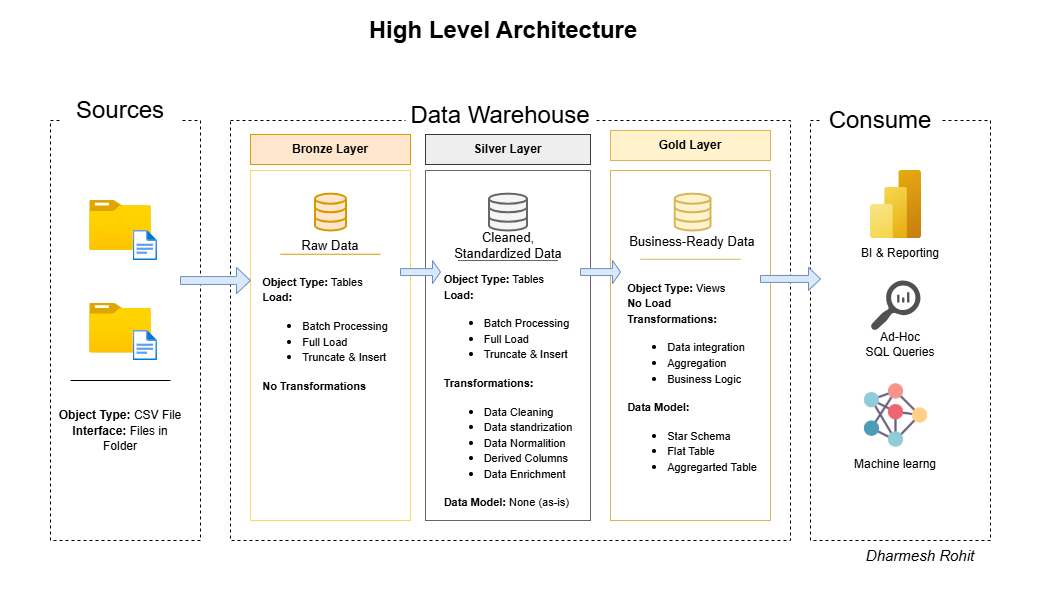 High Level Architecture
Sources
Object Type: CSV File
Interface: Files in
Folder
Data Warehouse
Bronze Layer
Raw Data
Object Type: Tables
Load:
Batch Processing
Full Load
Truncate & Insert
No Transformations
Silver Layer
Cleaned,
Standardized Data
Object Type: Tables
Load:
Batch Processing
Full Load
Truncate & Insert
Transformations:
Data Cleaning
Data standrization
Data Normalition
Derived Columns
Data Enrichment
Data Model: None (as-is)
Gold Layer
Business-Ready Data
Object Type: Views
No Load
Transformations:
Data integration
Aggregation
Business Logic
Data Model:
Star Schema
Flat Table
Aggregarted Table
Consume
BI & Reporting
Ad-Hoc
SQL Queries
Machine learng
Dharmesh Rohit